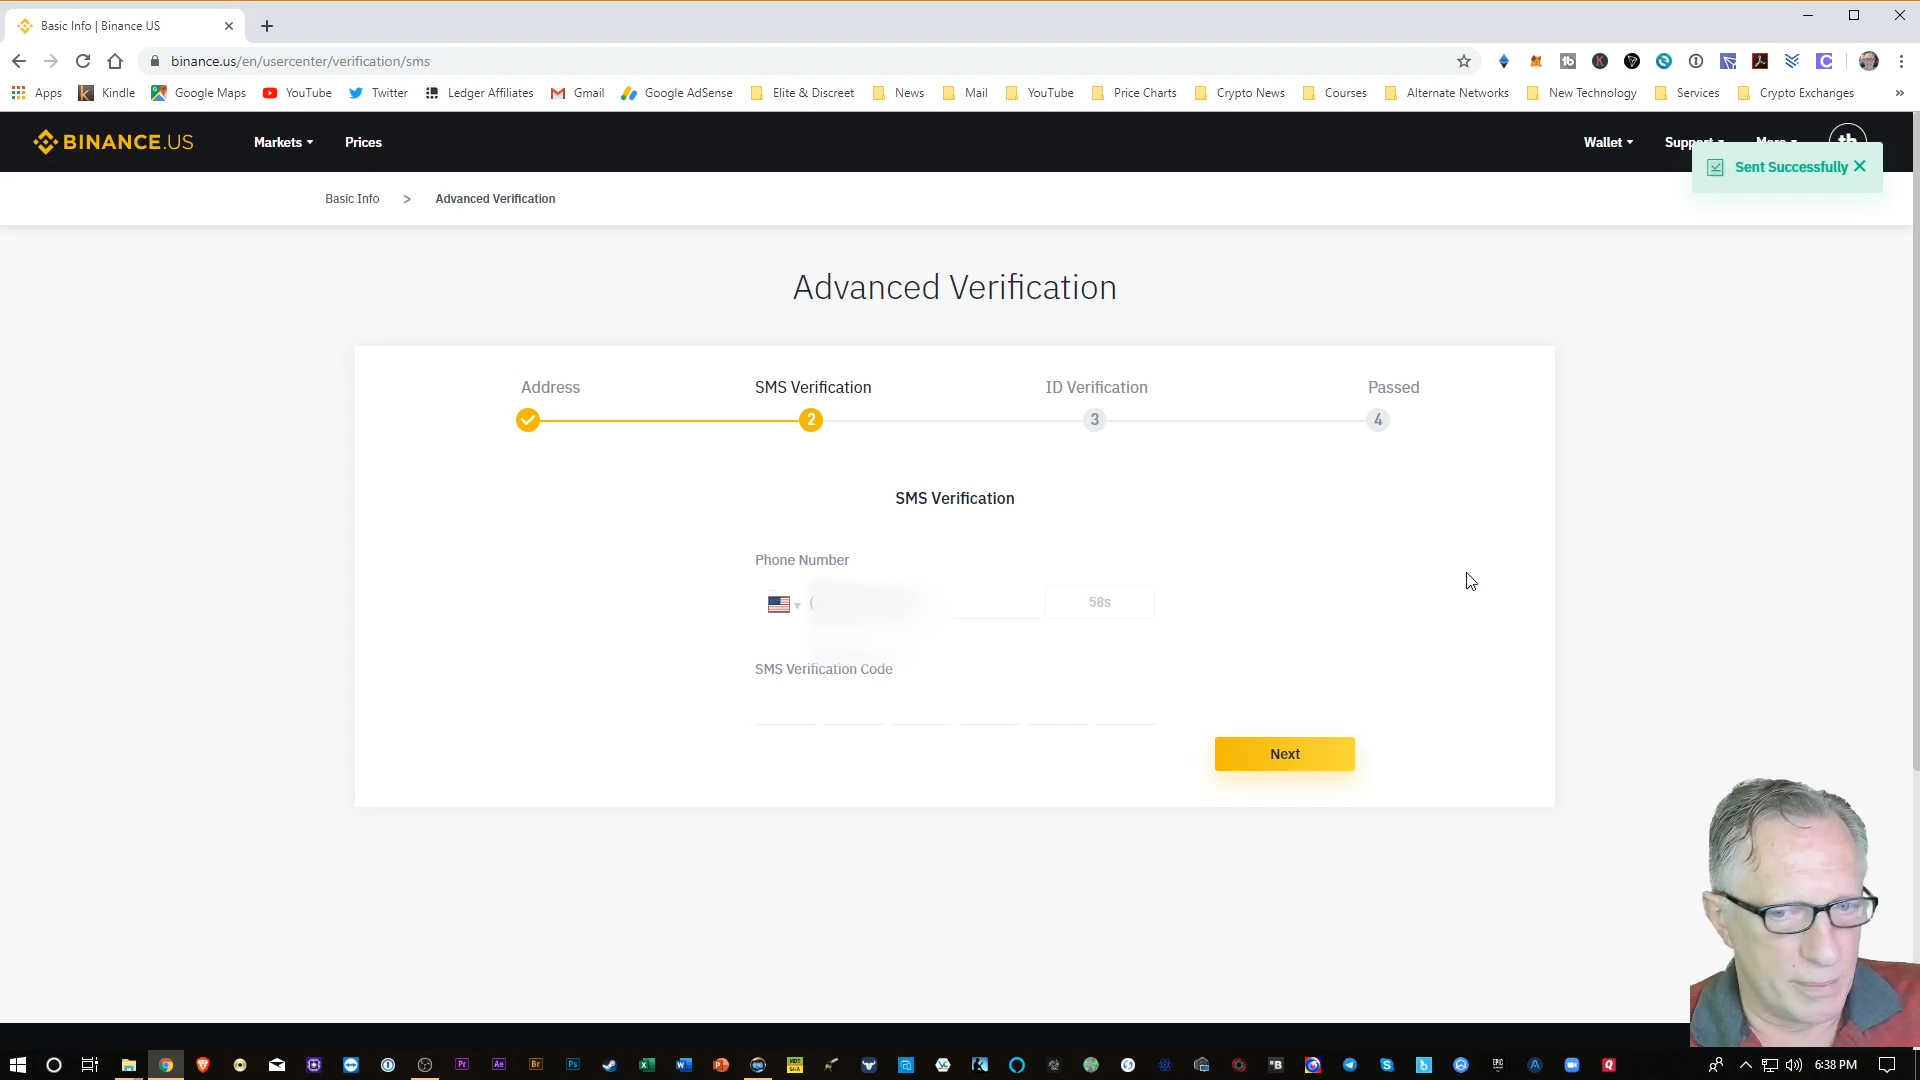 Basic Info | Binance US
binance.us/en/usercenter/verification/sms
Apps Kindle Google Maps YouTube Twitter Ledger Affiliates Gmail Google AdSense Elite & Discreet News Mail YouTube Price Charts Crypto News Courses Alternate Networks New Technology Services Crypto Exchanges »
BINANCE.US Markets Prices Wallet Support More
Sent Successfully
Basic Info > Advanced Verification
Advanced Verification
Address SMS Verification ID Verification Passed
2 3 4
SMS Verification
Phone Number
( 58s
SMS Verification Code
Next
6:38 PM